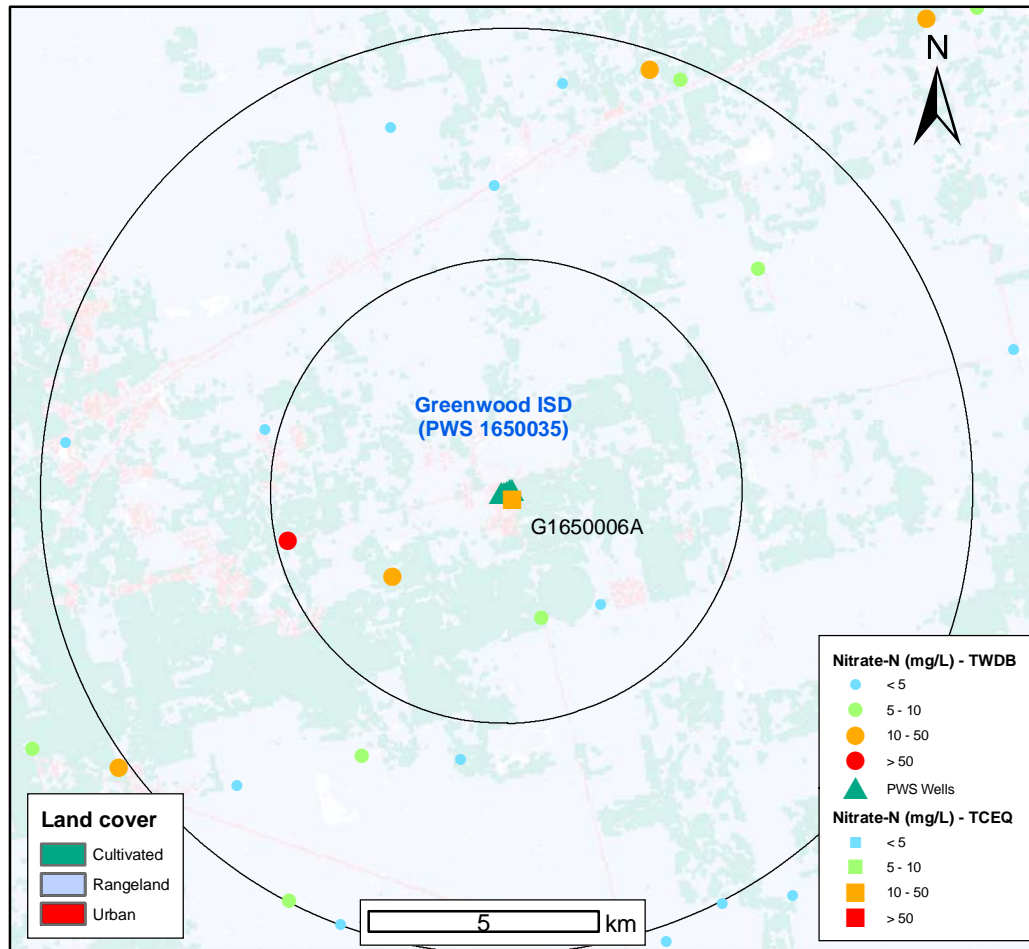 N
Greenwood ISD
(PWS 1650035)
G1650006A
Nitrate-N (mg/L) - TWDB
< 5
5 - 10
10 - 50
> 50
PWS Wells
Nitrate-N (mg/L) - TCEQ
< 5
5 - 10
10 - 50
> 50
Land cover
Cultivated
Rangeland
Urban
5 km